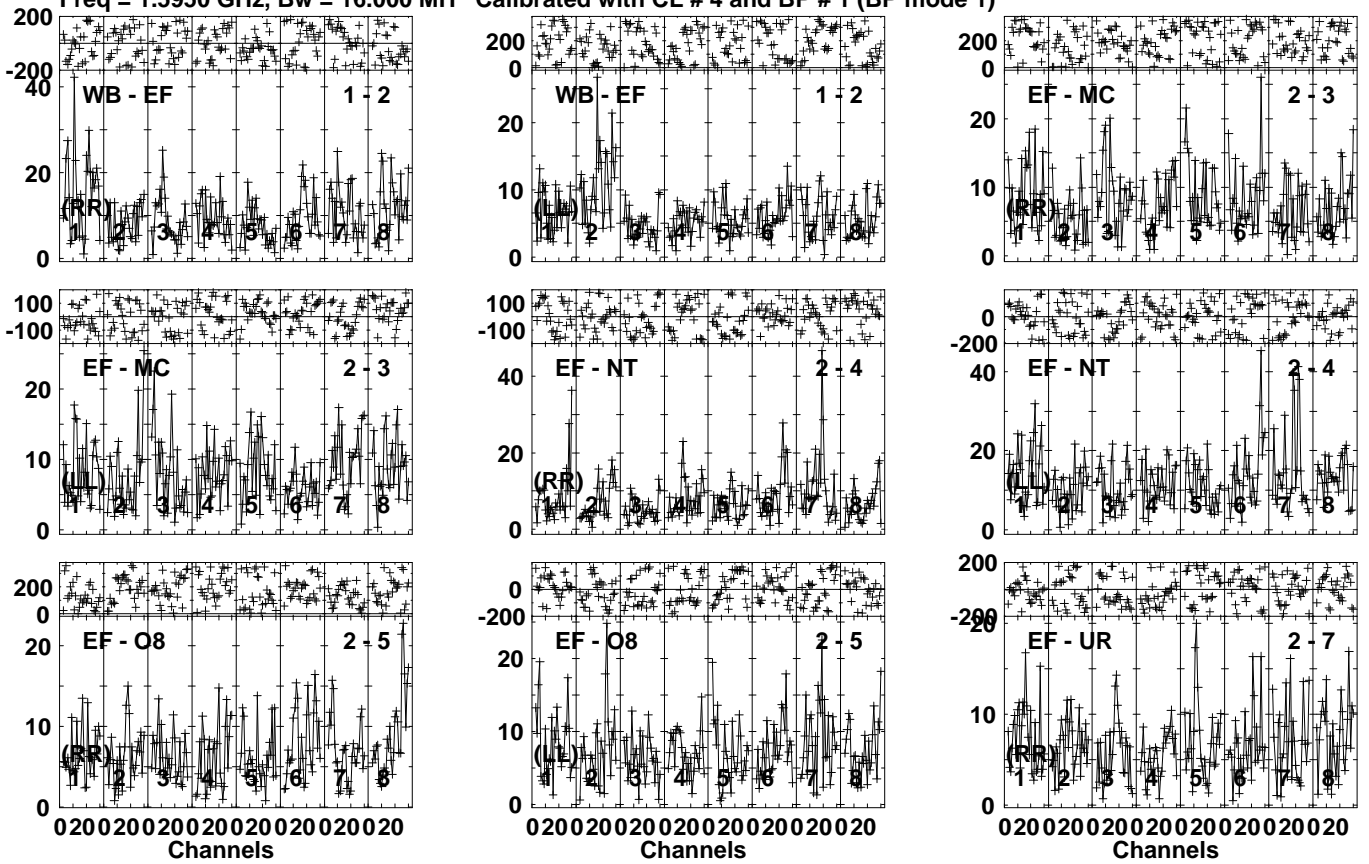 Freq = 1.5950 GHz, Bw = 16.000 MH Calibrated with CL # 4 and BP # 1 (BP mode 1)
200
-200
40
20
0
WB - EF 1 - 2
(RR)
1 2 3 4 5 6 7 8
200
0
20
10
0
WB - EF 1 - 2
(LL)
1 2 3 4 5 6 7 8
200
0
20
10
0
EF - MC 2 - 3
(RR)
1 2 3 4 5 6 7 8
100
-100
20
10
0
EF - MC 2 - 3
(LL)
1 2 3 4 5 6 7 8
100
-100
40
20
0
EF - NT 2 - 4
(RR)
1 2 3 4 5 6 7 8
0
-200
40
20
0
EF - NT 2 - 4
(LL)
1 2 3 4 5 6 7 8
200
0
20
10
0
EF - O8 2 - 5
(RR)
1 2 3 4 5 6 7 8
0 20 0 20 0 20 0 20 0 20 0 20 0 20 0 20
Channels
0
-200
20
10
0
EF - O8 2 - 5
(LL)
1 2 3 4 5 6 7 8
0 20 0 20 0 20 0 20 0 20 0 20 0 20 0 20
Channels
200
-200
20
10
0
EF - UR 2 - 7
(RR)
1 2 3 4 5 6 7 8
0 20 0 20 0 20 0 20 0 20 0 20 0 20 0 20
Channels